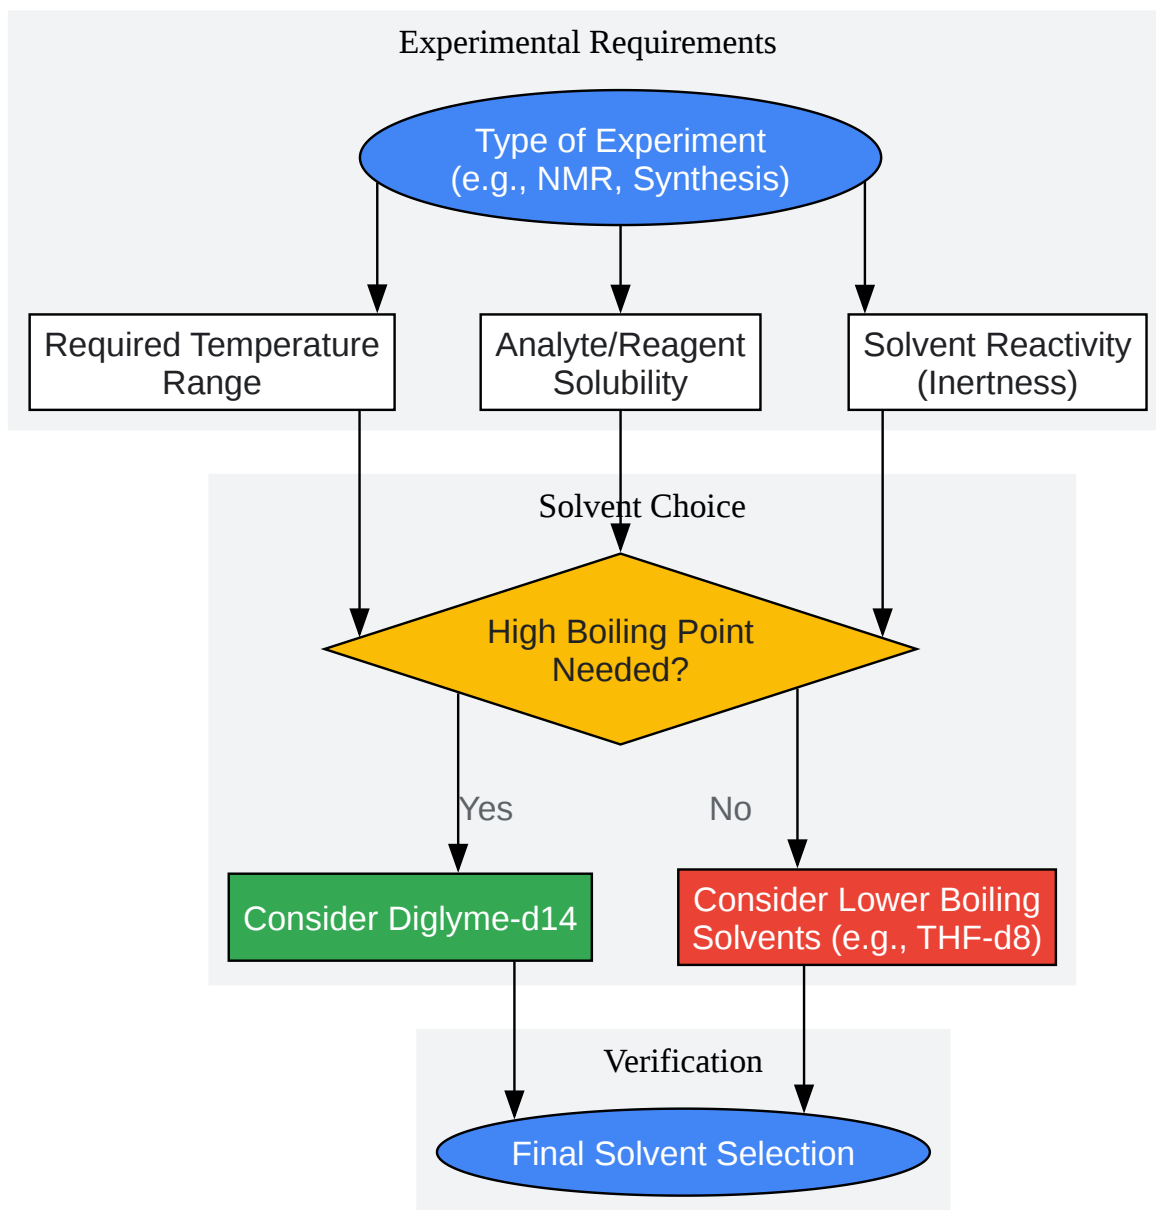 Experimental Requirements
Type of Experiment
(e.g., NMR, Synthesis)
Required Temperature
Range
Analyte/Reagent
Solubility
Solvent Reactivity
(Inertness)
Solvent Choice
High Boiling Point
Needed?
Yes
No
Consider Diglyme-d14
Consider Lower Boiling
Solvents (e.g., THF-d8)
Verification
Final Solvent Selection